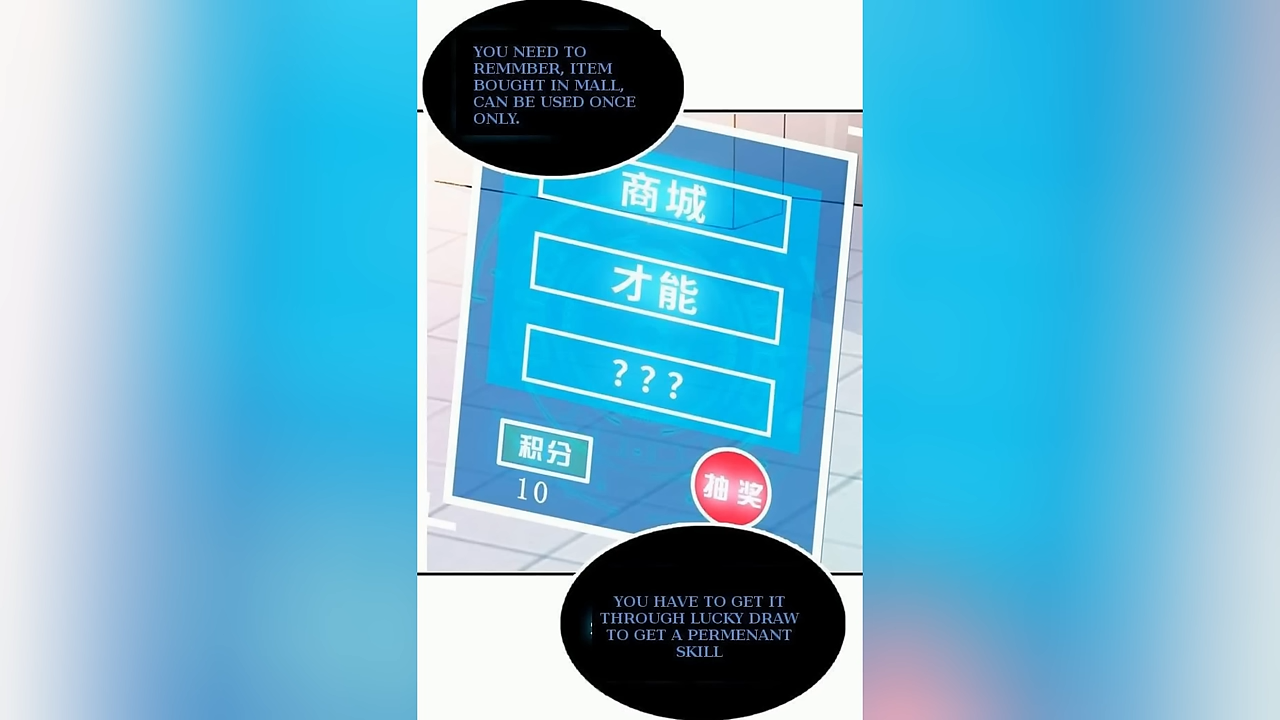 YOU NEED TO
REMMBER, ITEM
BOUGHT IN MALL,
CAN BE USED ONCE
ONLY.
商城
才能
???
积分
10
抽奖
YOU HAVE TO GET IT
THROUGH LUCKY DRAW
TO GET A PERMENANT
SKILL